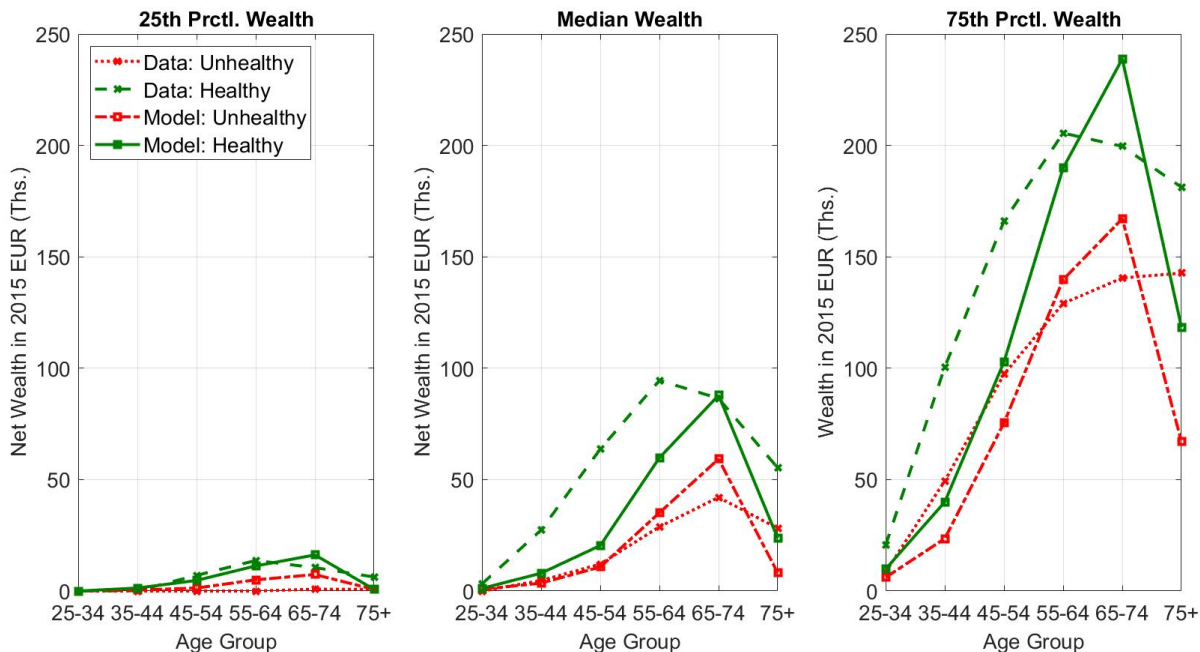 25th Prctl. Wealth
Net Wealth in 2015 EUR (Ths.)
250
200
150
100
50
0
Data: Unhealthy
Data: Healthy
Model: Unhealthy
Model: Healthy
25-34 35-44 45-54 55-64 65-74 75+
Age Group
Median Wealth
Net Wealth in 2015 EUR (Ths.)
250
200
150
100
50
0
25-34 35-44 45-54 55-64 65-74 75+
Age Group
75th Prctl. Wealth
Wealth in 2015 EUR (Ths.)
250
200
150
100
50
0
25-34 35-44 45-54 55-64 65-74 75+
Age Group